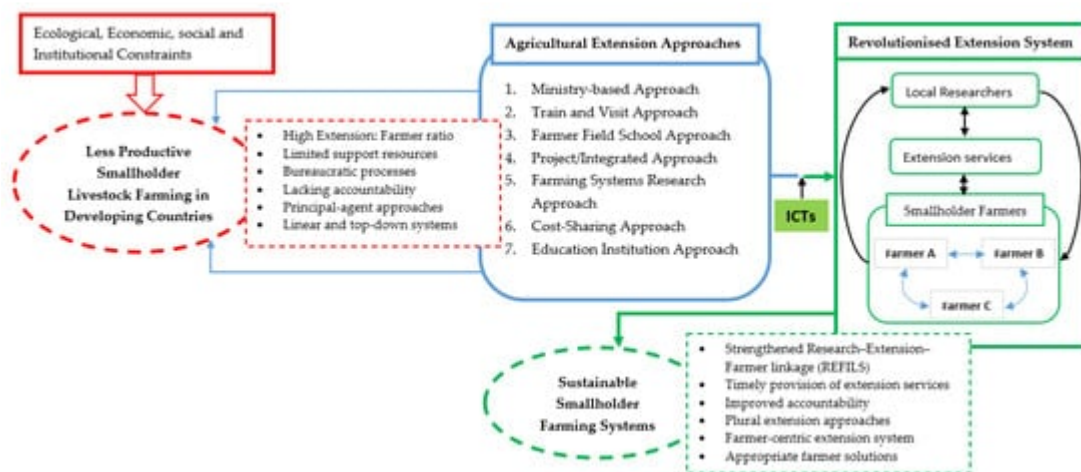 Ecological, Economic, social and
Institutional Constraints
Less Productive
Smallholder
Livestock Farming in
Developing Countries
• High Extension: Farmer ratio
• Limited support resources
• Bureaucratic processes
• Lacking accountability
• Principal-agent approaches
• Linear and top-down systems
Agricultural Extension Approaches
1. Ministry-based Approach
2. Train and Visit Approach
3. Farmer Field School Approach
4. Project/Integrated Approach
5. Farming Systems Research
Approach
6. Cost-Sharing Approach
7. Education Institution Approach
ICTs
Revolutionised Extension System
Local Researchers
Extension services
Smallholder Farmers
Farmer A
Farmer B
Farmer C
Sustainable
Smallholder
Farming Systems
• Strengthened Research–Extension–
Farmer linkage (REFILS)
• Timely provision of extension services
• Improved accountability
• Plural extension approaches
• Farmer-centric extension system
• Appropriate farmer solutions